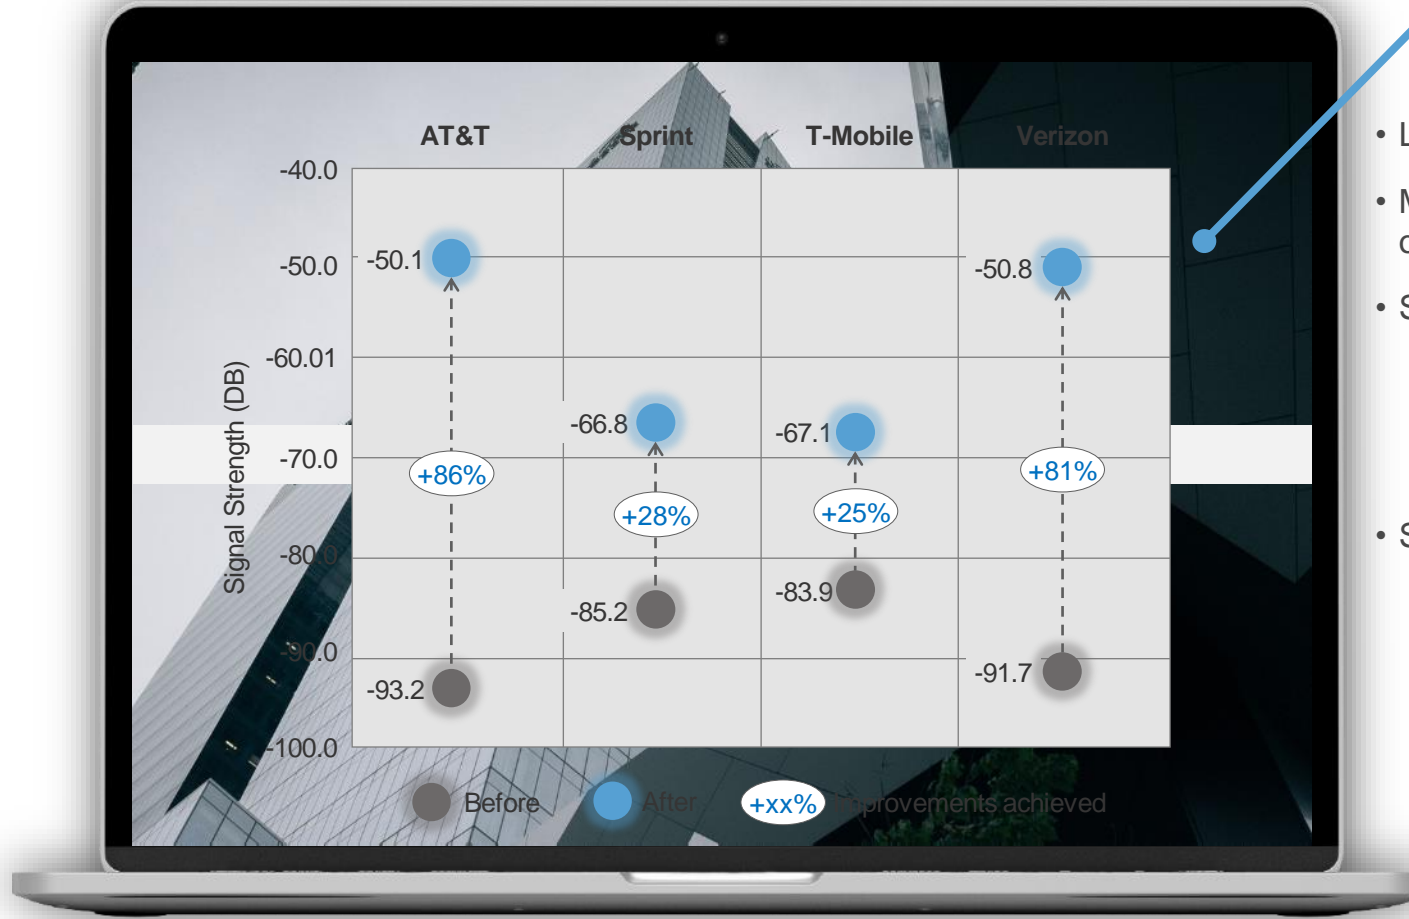 AT&T Sprint T-Mobile Verizon
-40.0
-50.0
-60.01
-70.0
-80.0
-90.0
-100.0
Signal Strength (DB)
-50.1
-66.8
-67.1
-50.8
+86%
+28%
+25%
+81%
-93.2
-85.2
-83.9
-91.7
Before After +xx% Improvements achieved
• L
• M
• S
• S